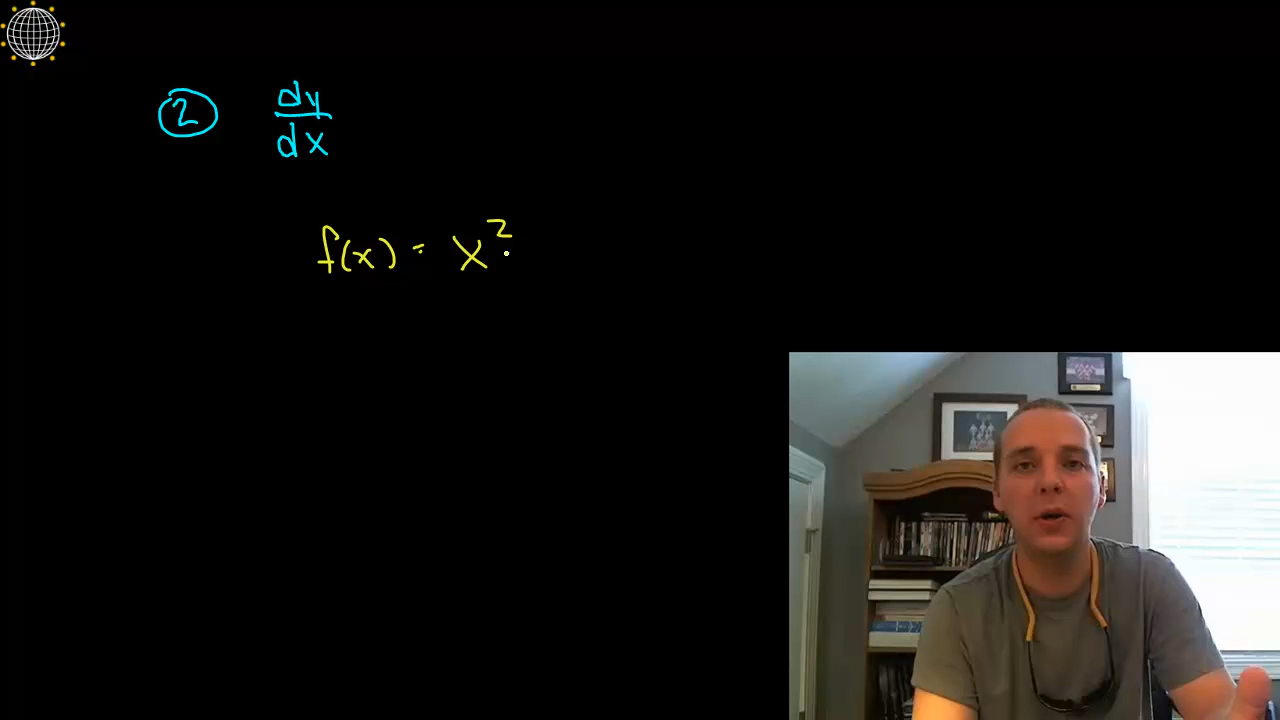 ② dy/dx
f(x) = x²